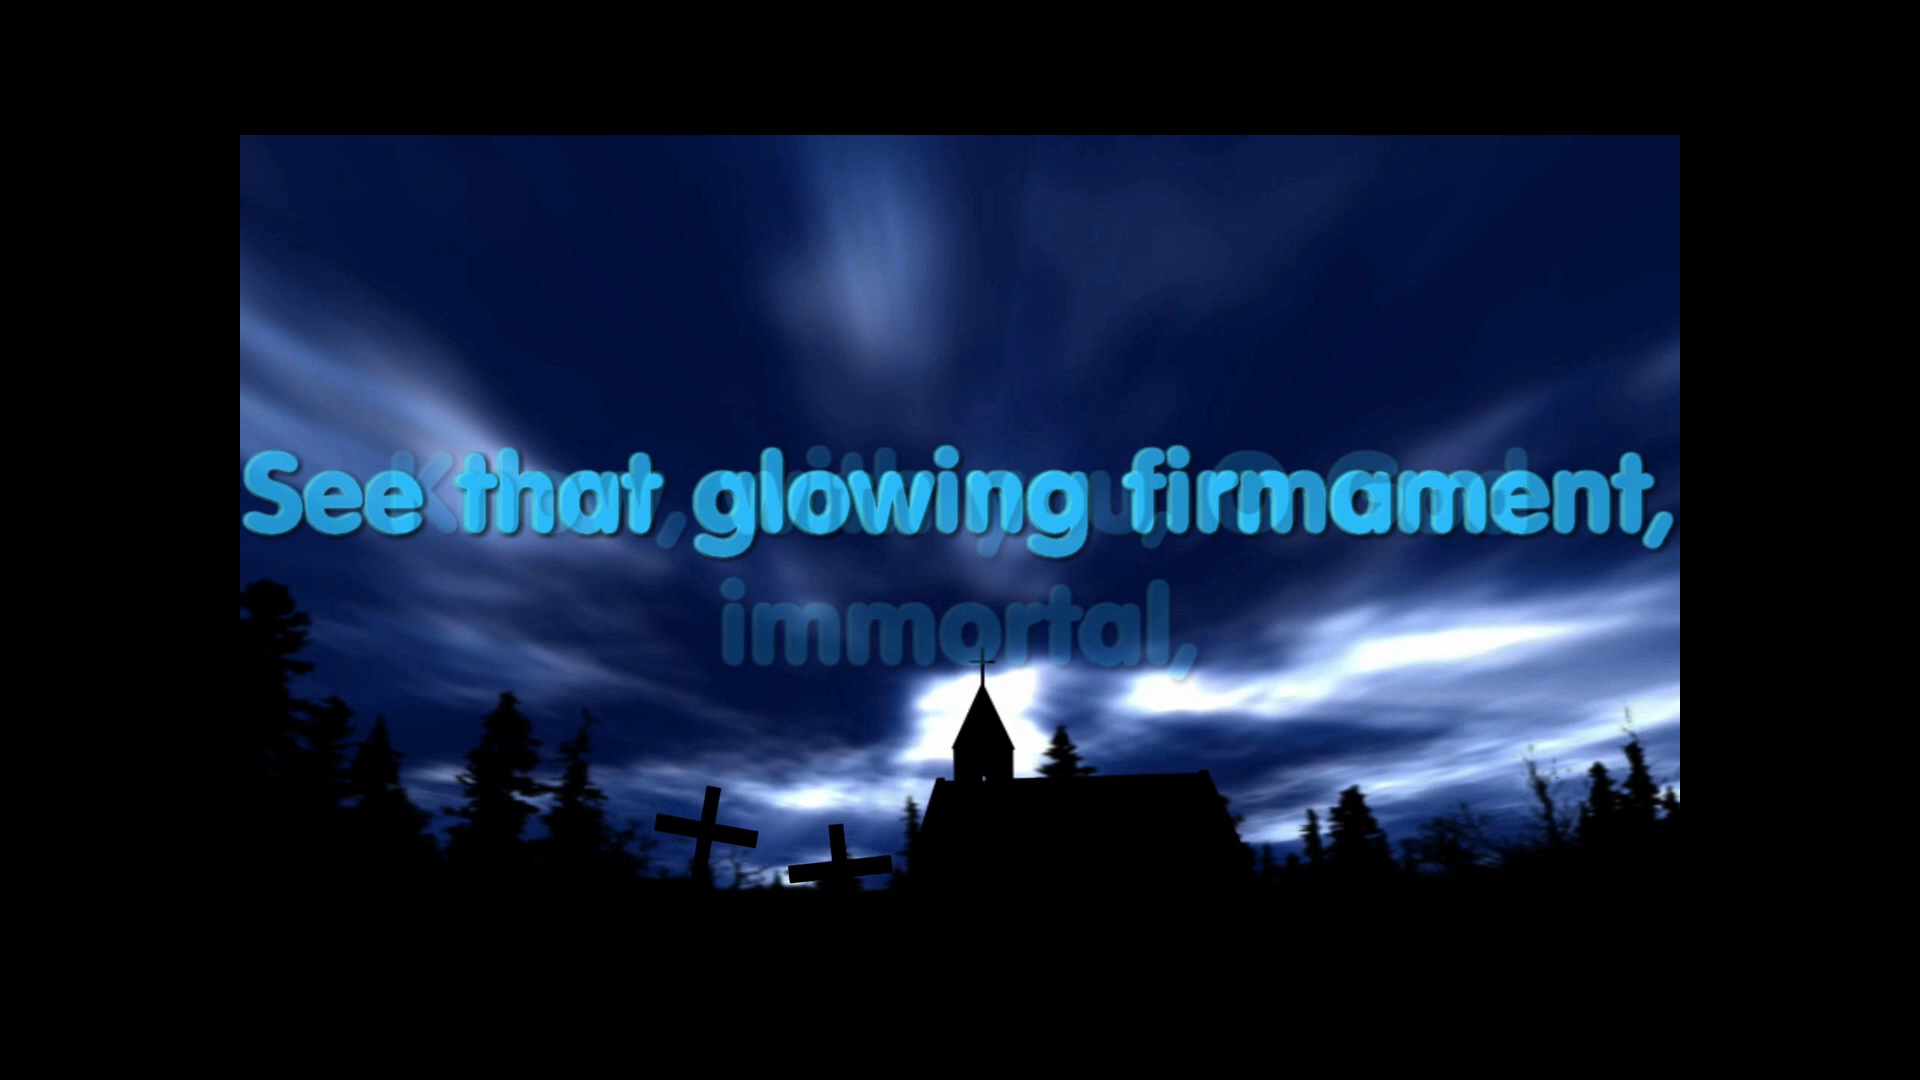 See that glowing firmament,
immortal,